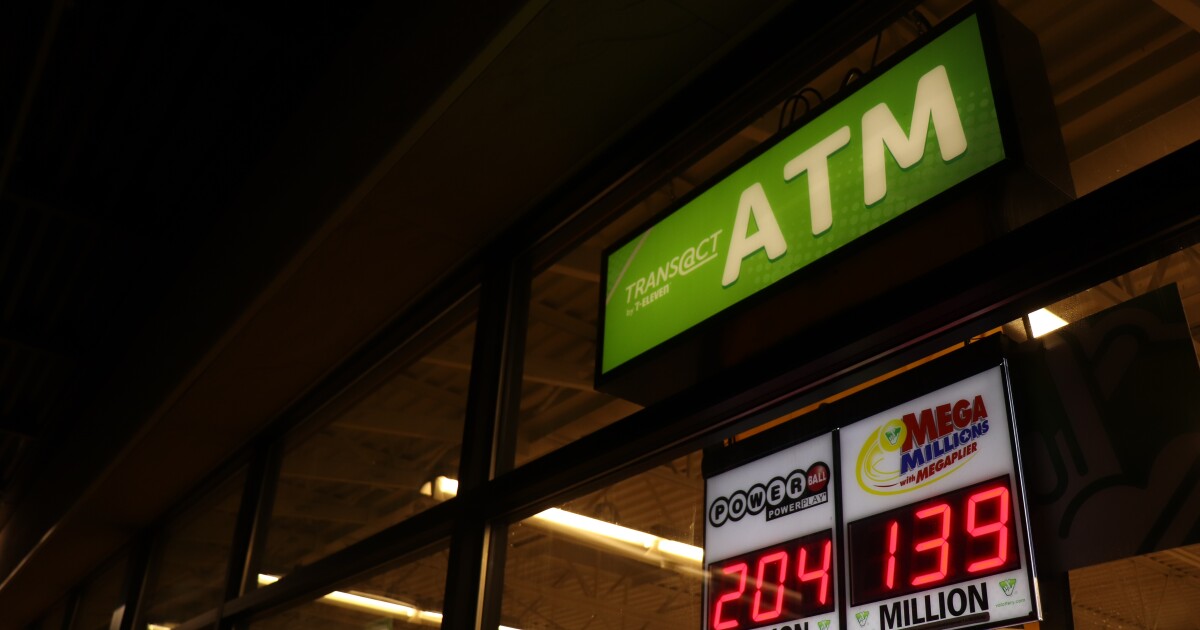 TRANS@CT
by 7-ELEVEN
ATM
POWERBALL
POWERPLAY
204
MEGA
MILLIONS
with MEGAPLIER
139
MILLION